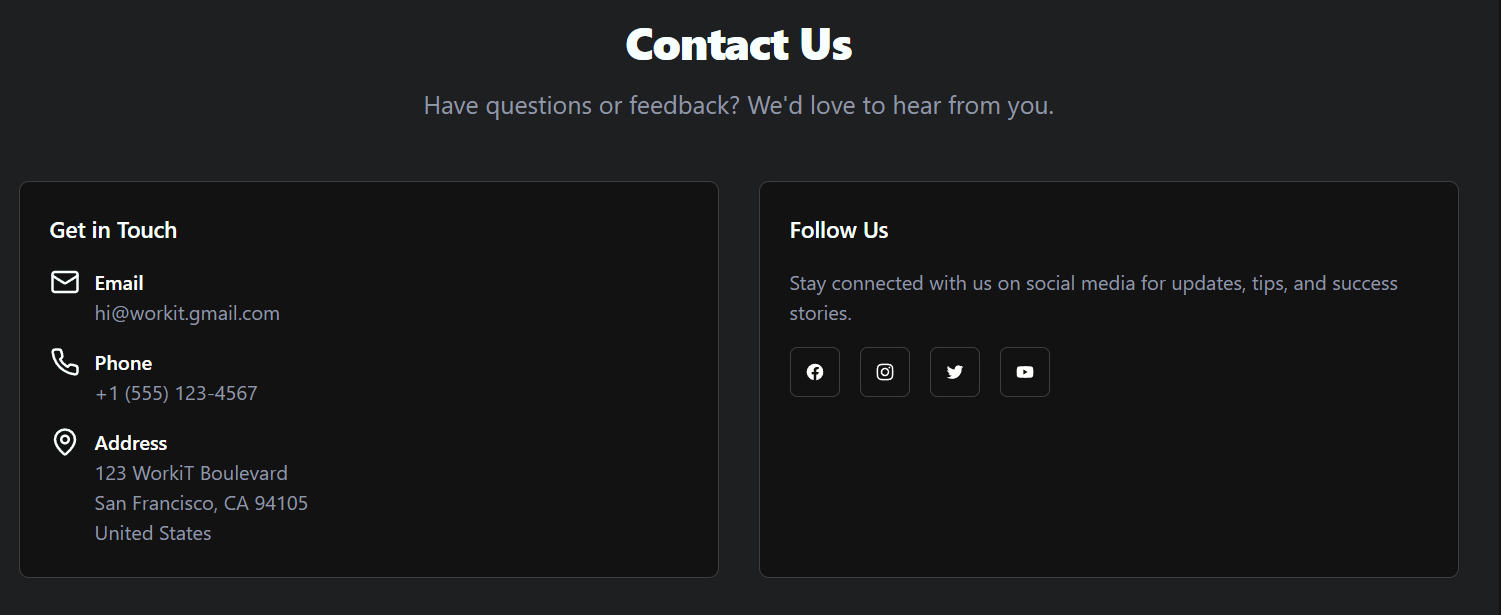 Contact Us
Have questions or feedback? We'd love to hear from you.
Get in Touch
Email
hi@workit.gmail.com
Phone
+1 (555) 123-4567
Address
123 WorkiT Boulevard
San Francisco, CA 94105
United States
Follow Us
Stay connected with us on social media for updates, tips, and success
stories.